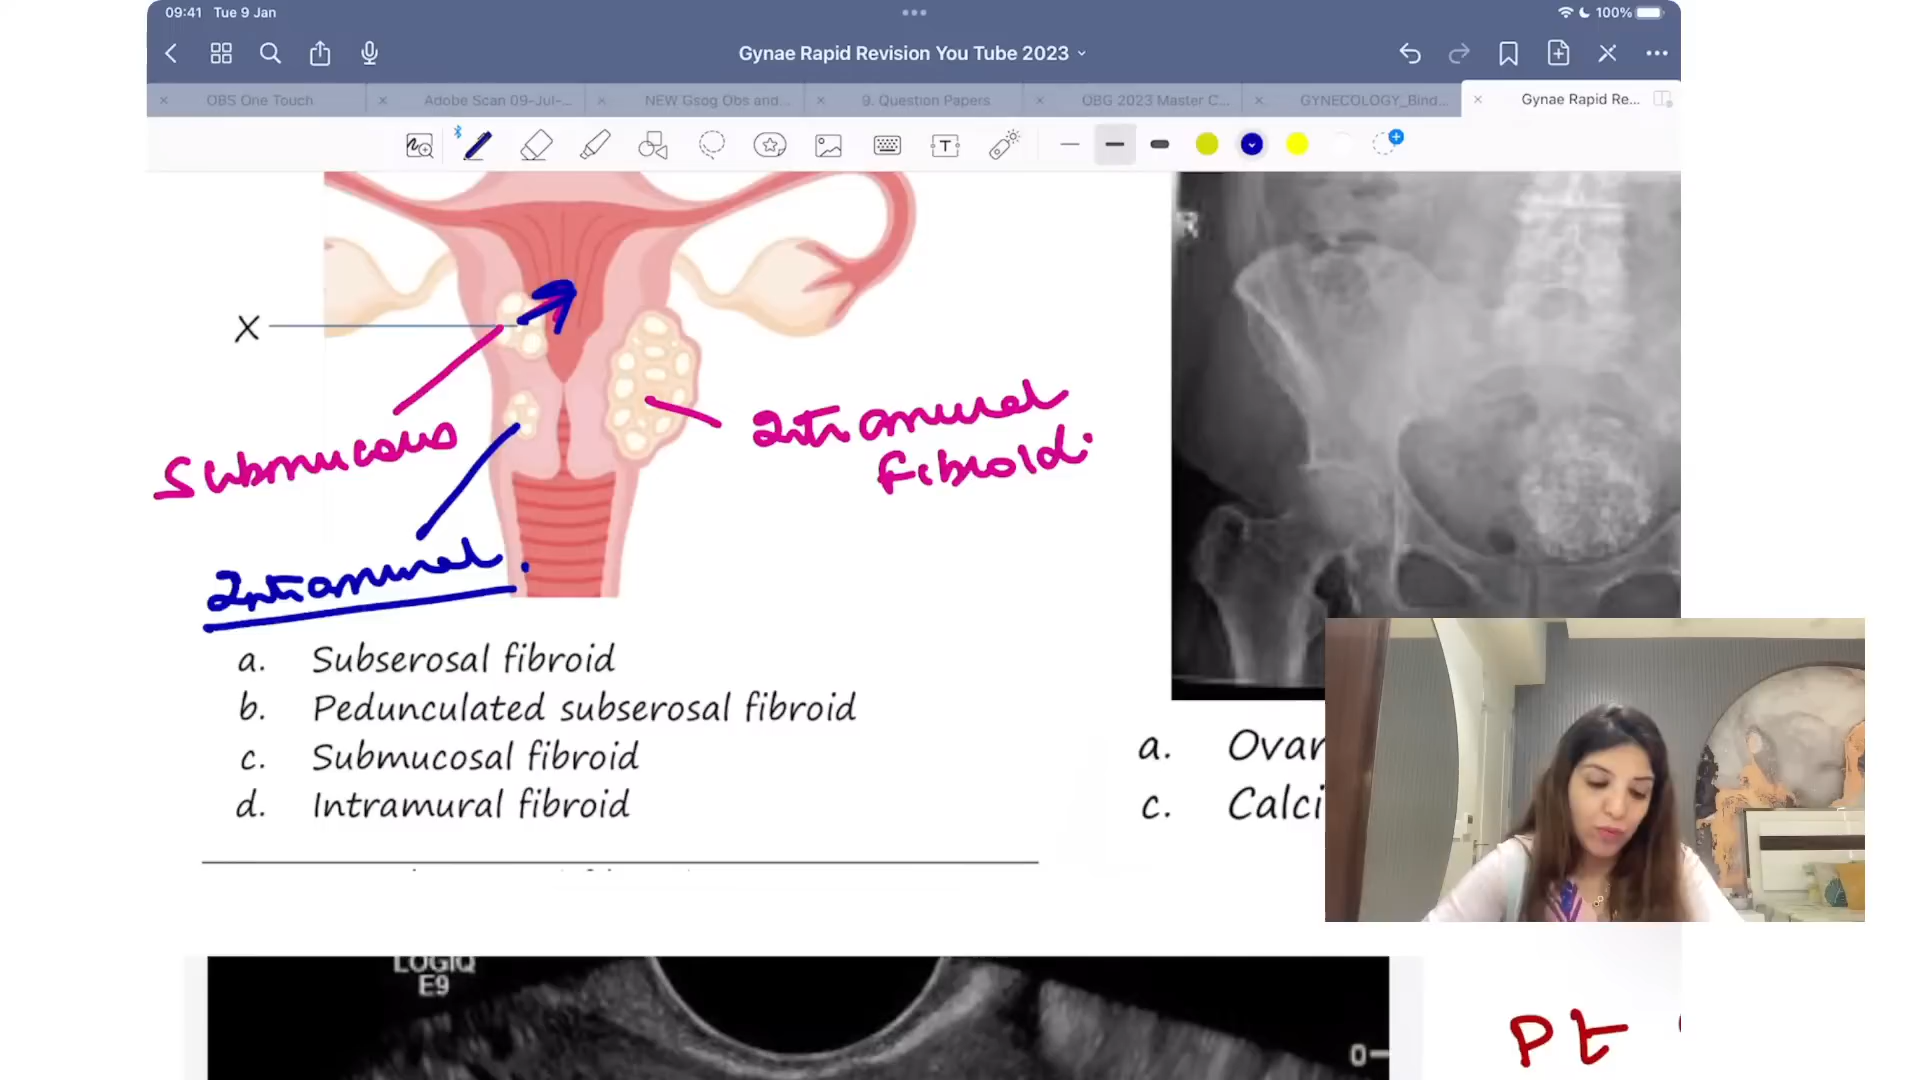 09:41 Tue 9 Jan
100%
Gynae Rapid Revision You Tube 2023
OBS One Touch
Adobe Scan 09-Jul-...
NEW Gsog Obs and...
9. Question Papers
OBG 2023 Master C...
GYNECOLOGY_Bind...
Gynae Rapid Re...
T
R
X
Submucous
Intramural
fibroid.
Intramural.
a. Subserosal fibroid
b. Pedunculated subserosal fibroid
c. Submucosal fibroid
d. Intramural fibroid
a. Ovar
c. Calci
LOGIQ
E9
0
Pt